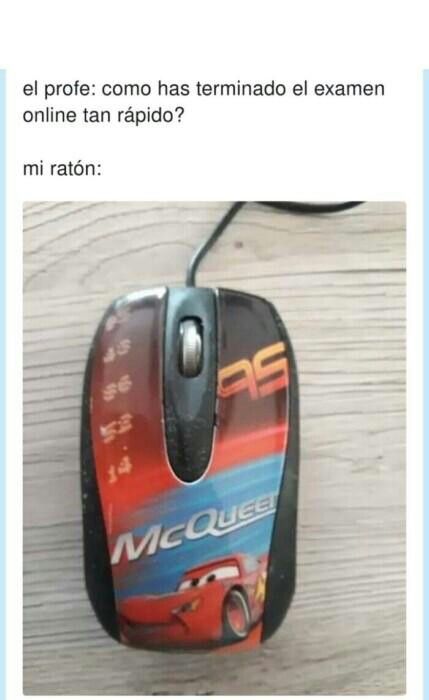 el profe: como has terminado el examen
online tan rápido?
mi ratón:
95
McQueen